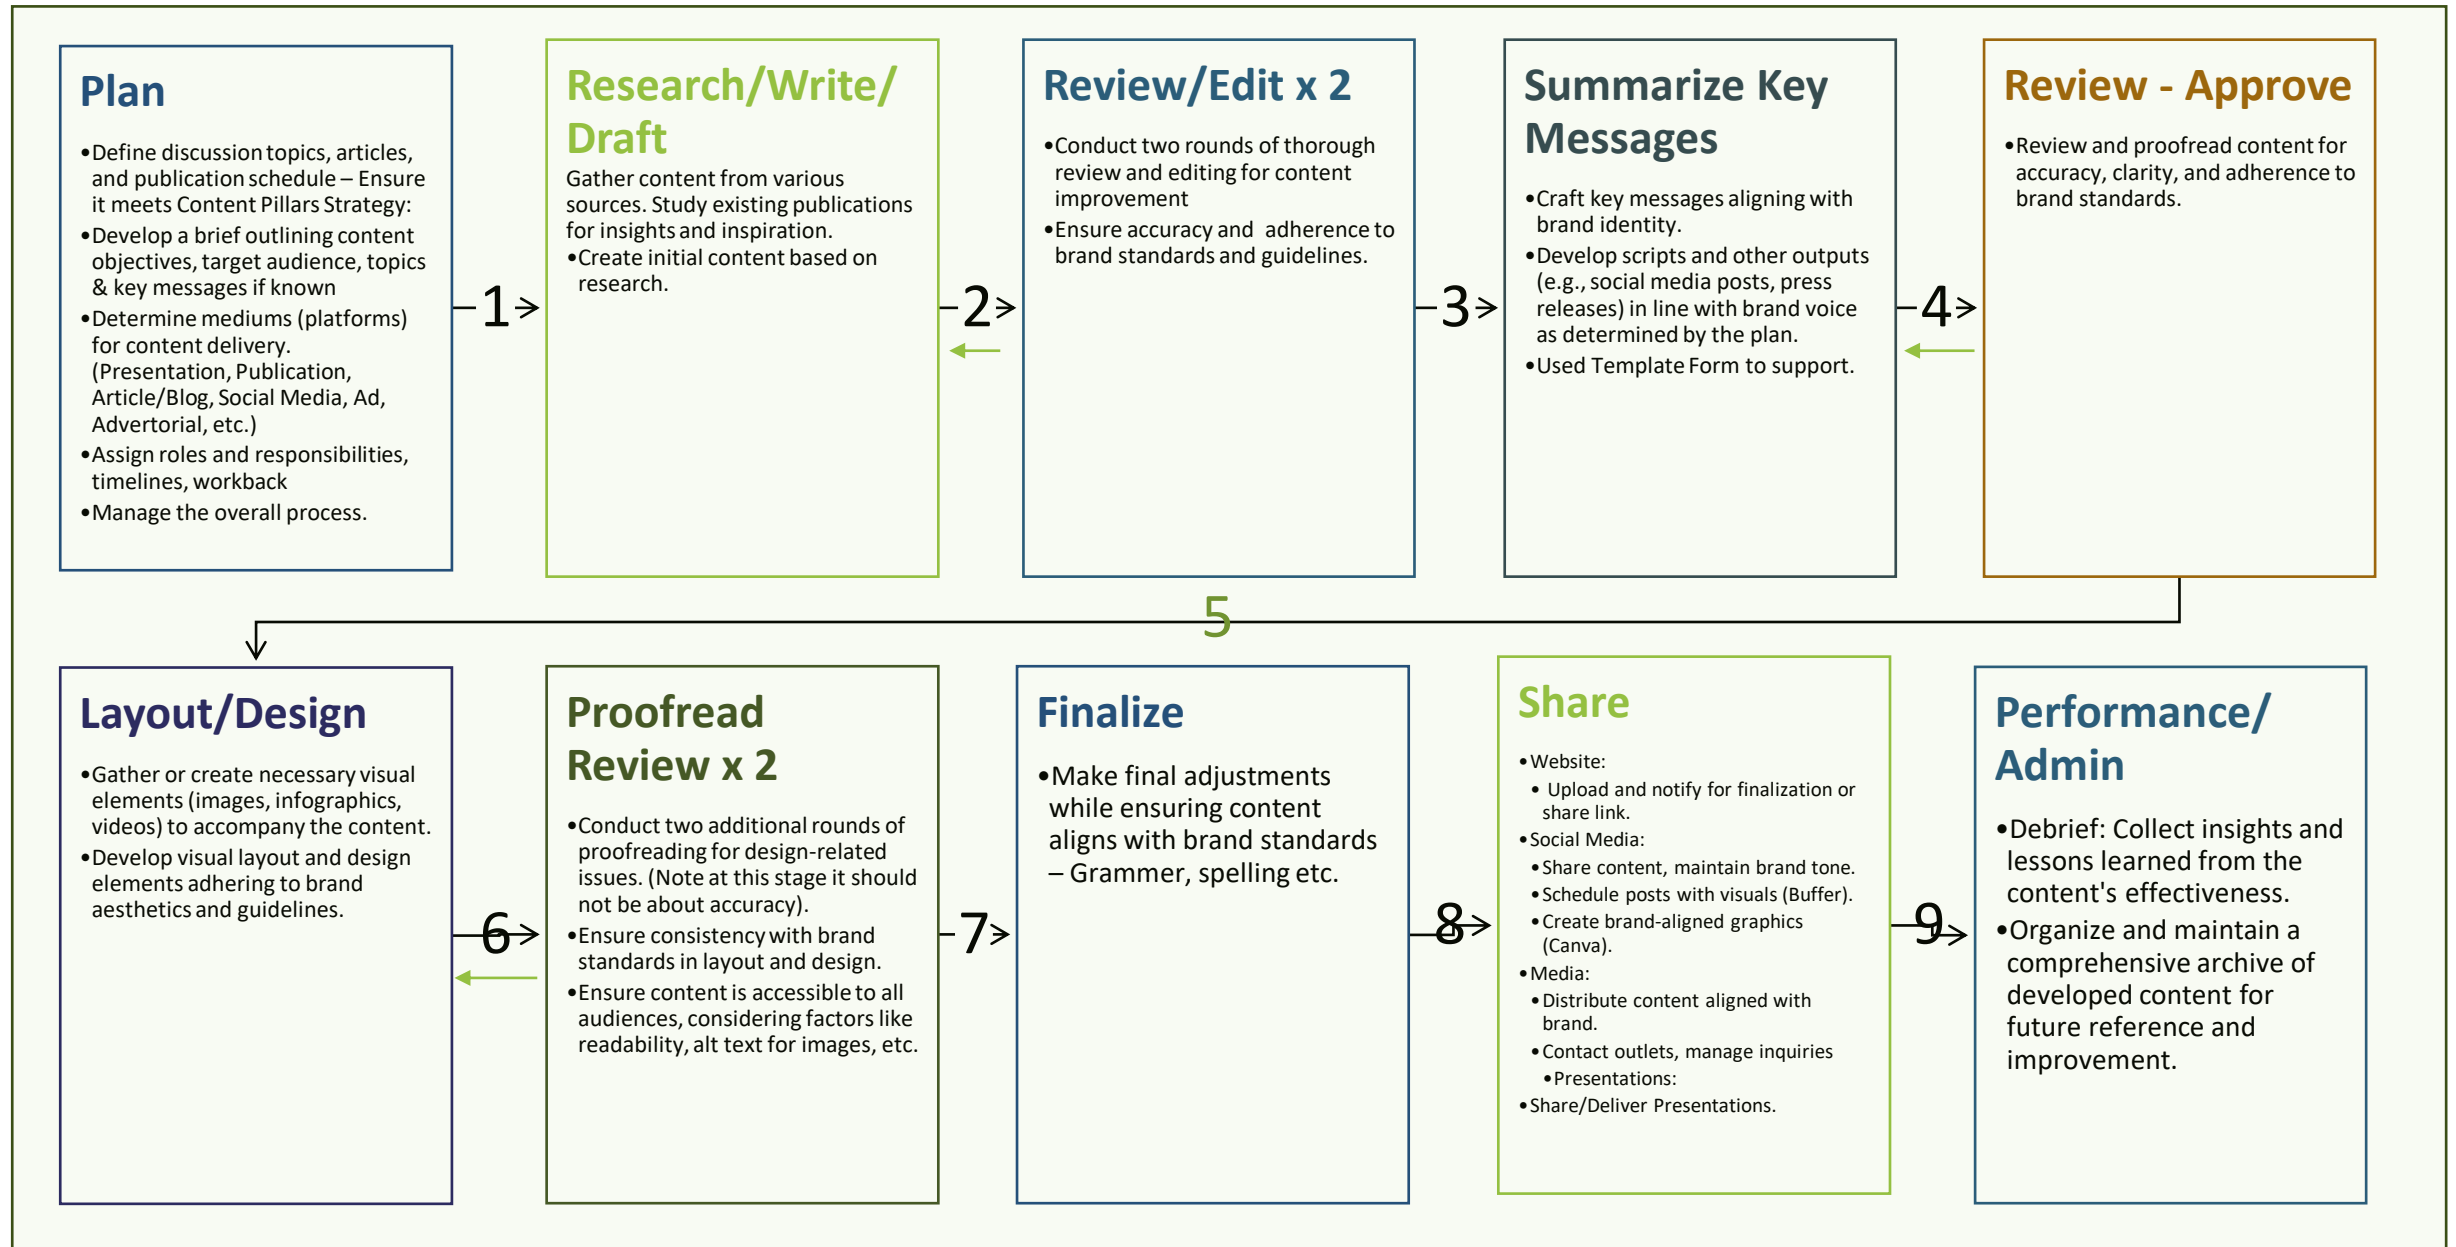 Plan
•Define discussion topics, articles,
and publication schedule – Ensure
it meets Content Pillars Strategy:
•Develop a brief outlining content
objectives, target audience, topics
& key messages if known
•Determine mediums (platforms)
for content delivery.
(Presentation, Publication,
Article/Blog, Social Media, Ad,
Advertorial, etc.)
•Assign roles and responsibilities,
timelines, workback
•Manage the overall process.
1
Research/Write/
Draft
Gather content from various
sources. Study existing publications
for insights and inspiration.
•Create initial content based on
research.
2
Review/Edit x 2
•Conduct two rounds of thorough
review and editing for content
improvement
•Ensure accuracy and adherence to
brand standards and guidelines.
3
Summarize Key
Messages
•Craft key messages aligning with
brand identity.
•Develop scripts and other outputs
(e.g., social media posts, press
releases) in line with brand voice
as determined by the plan.
•Used Template Form to support.
4
Review - Approve
•Review and proofread content for
accuracy, clarity, and adherence to
brand standards.
5
Layout/Design
•Gather or create necessary visual
elements (images, infographics,
videos) to accompany the content.
•Develop visual layout and design
elements adhering to brand
aesthetics and guidelines.
6
Proofread
Review x 2
•Conduct two additional rounds of
proofreading for design-related
issues. (Note at this stage it should
not be about accuracy).
•Ensure consistency with brand
standards in layout and design.
•Ensure content is accessible to all
audiences, considering factors like
readability, alt text for images, etc.
7
Finalize
•Make final adjustments
while ensuring content
aligns with brand standards
– Grammer, spelling etc.
8
Share
•Website:
• Upload and notify for finalization or
share link.
•Social Media:
•Share content, maintain brand tone.
•Schedule posts with visuals (Buffer).
•Create brand-aligned graphics
(Canva).
•Media:
•Distribute content aligned with
brand.
•Contact outlets, manage inquiries
•Presentations:
•Share/Deliver Presentations.
9
Performance/
Admin
•Debrief: Collect insights and
lessons learned from the
content's effectiveness.
•Organize and maintain a
comprehensive archive of
developed content for
future reference and
improvement.